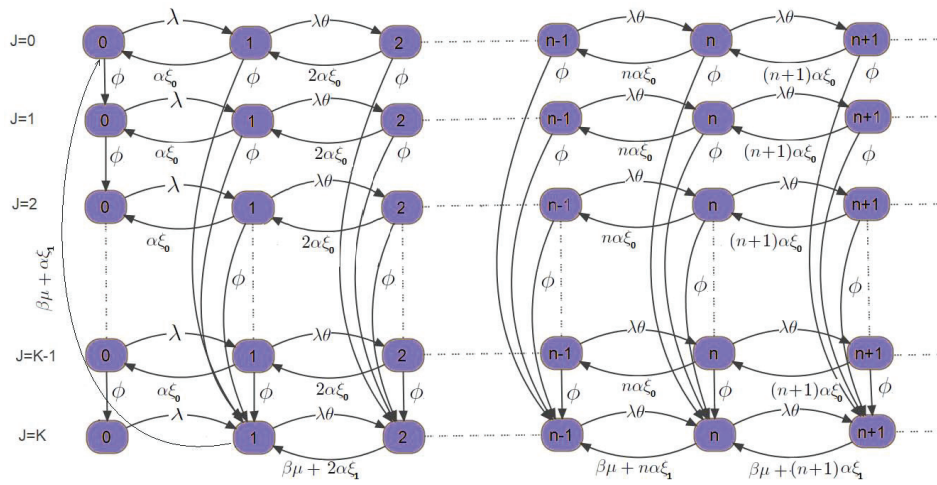 λ λθ λθ λθ
J=0 0 1 2 n-1 n n+1
ϕ αξ₀ ϕ 2αξ₀ ϕ ϕ nαξ₀ ϕ (n+1)αξ₀ ϕ
λ λθ λθ λθ
J=1 0 1 2 n-1 n n+1
ϕ αξ₀ ϕ 2αξ₀ ϕ ϕ nαξ₀ ϕ (n+1)αξ₀ ϕ
λ λθ λθ λθ
J=2 0 1 2 n-1 n n+1
αξ₀ 2αξ₀ nαξ₀ (n+1)αξ₀
βμ + αξ₁
ϕ ϕ ϕ ϕ ϕ
λ λθ λθ λθ
J=K-1 0 1 2 n-1 n n+1
ϕ αξ₀ ϕ 2αξ₀ ϕ ϕ nαξ₀ ϕ (n+1)αξ₀ ϕ
λ λθ λθ λθ
J=K 0 1 2 n-1 n n+1
βμ + 2αξ₁ βμ + nαξ₁ βμ + (n+1)αξ₁